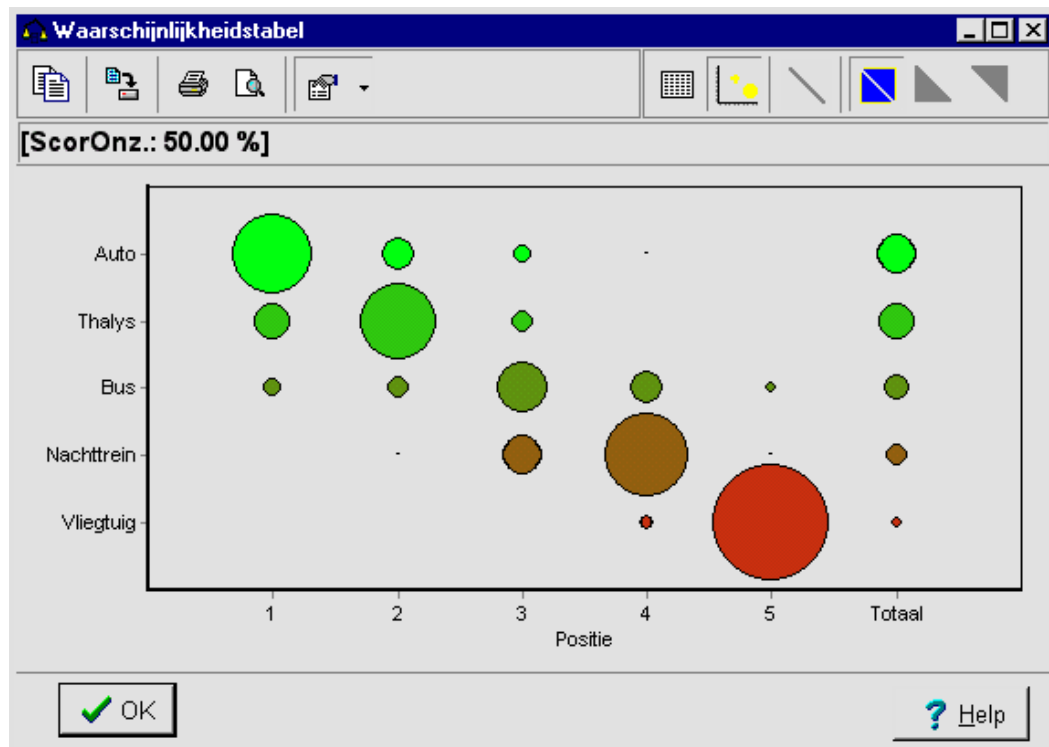 Waarschijnlijkheidstabel
[ScorOnz.: 50.00 %]
Auto
Thalys
Bus
Nachttrein
Vliegtuig
1 2 3 4 5 Totaal
Positie
OK
Help